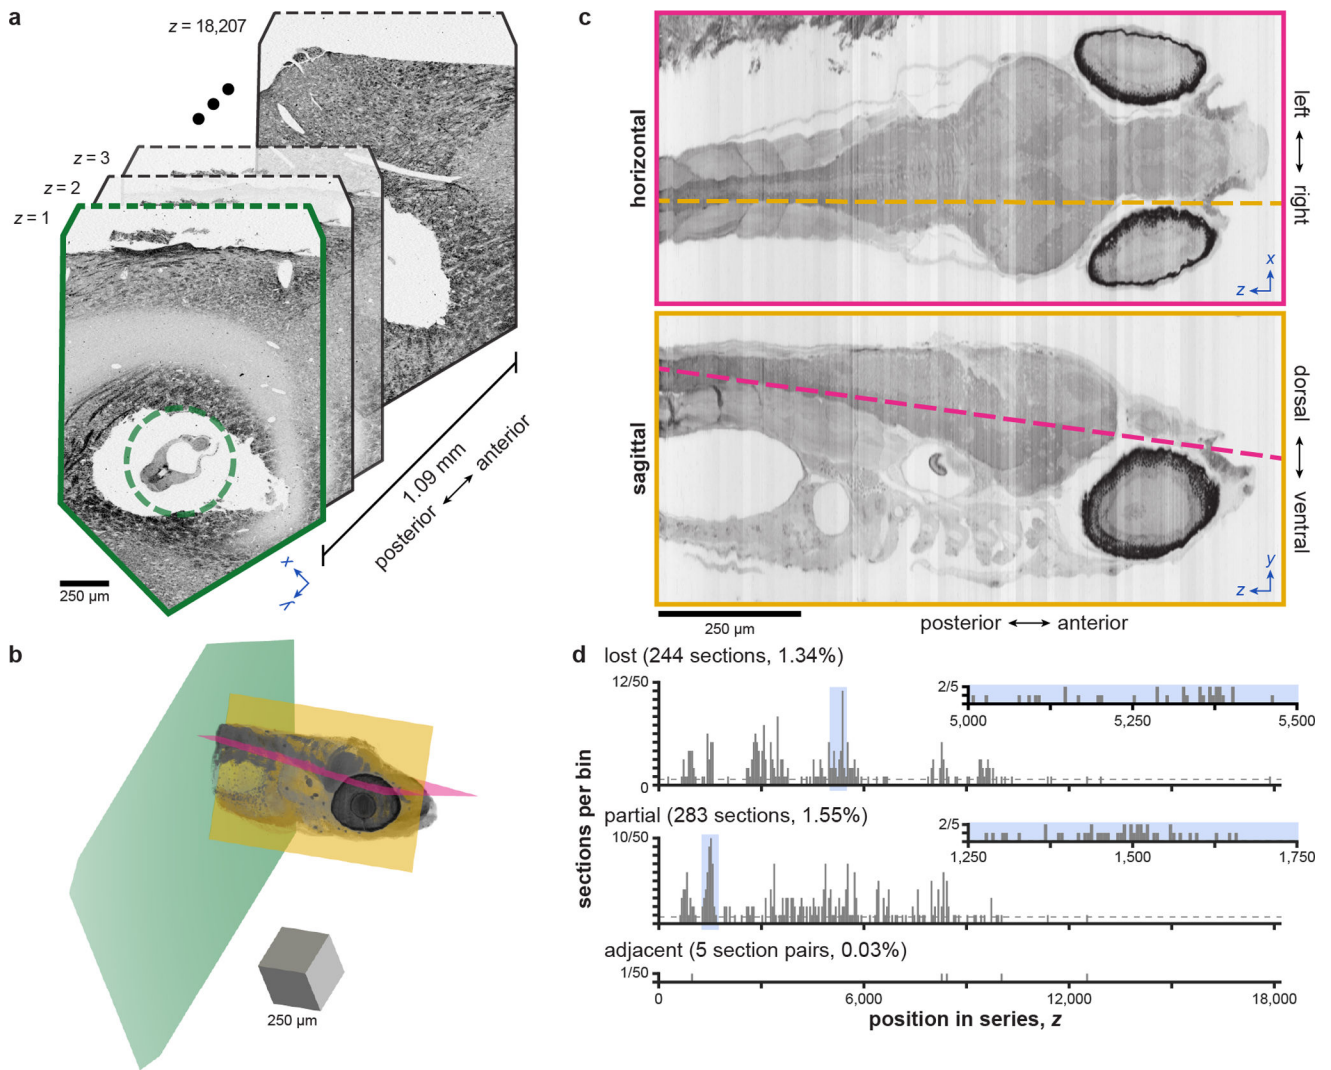 a
z = 18,207
z = 3
z = 2
z = 1
1.09 mm
posterior ↔ anterior
250 µm
x
y
b
250 µm
c
horizontal
left ↔ right
x
z
sagittal
dorsal ↔ ventral
y
z
250 µm
posterior ↔ anterior
d
lost (244 sections, 1.34%)
12/50
0
2/5
5,000
5,250
5,500
sections per bin
partial (283 sections, 1.55%)
10/50
2/5
1,250
1,500
1,750
adjacent (5 section pairs, 0.03%)
1/50
0
6,000
12,000
18,000
position in series, z